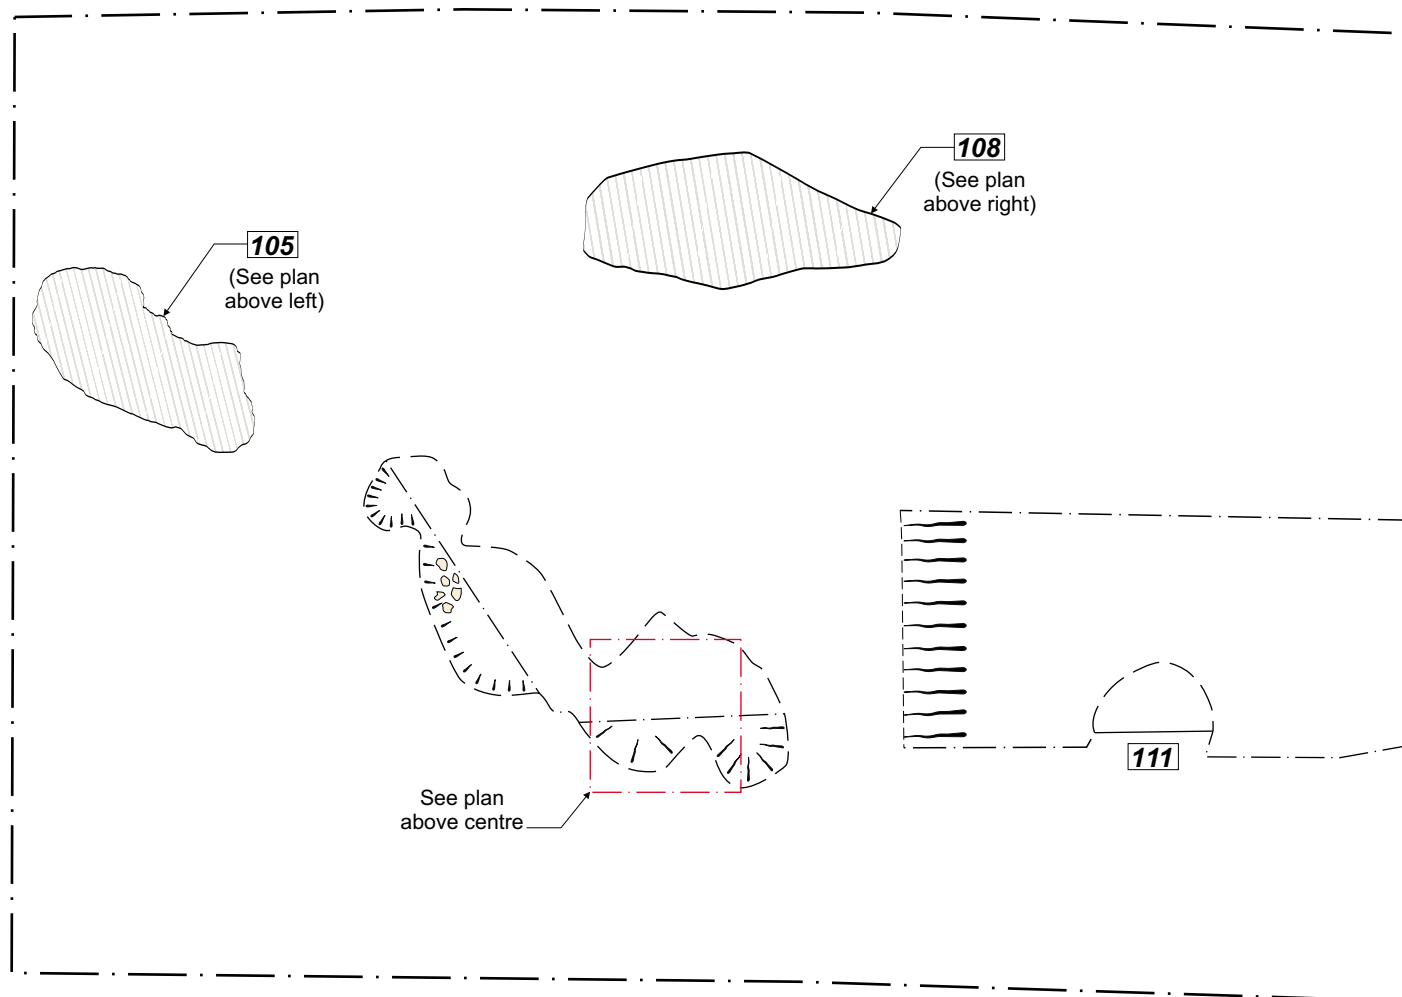 108
(See plan
above right)
105
(See plan
above left)
111
See plan
above centre